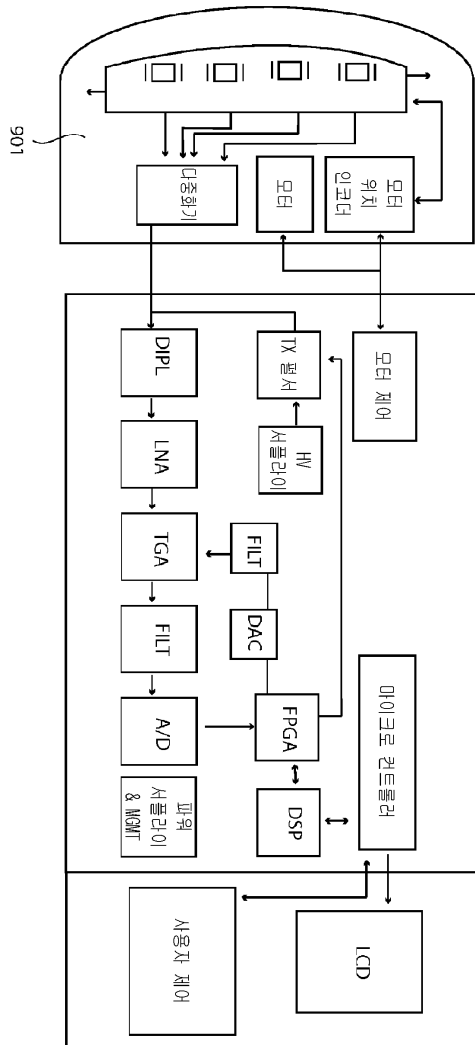 모터
위치
인코더
모터 제어
마이크로 컨트롤러
LCD
모터
TX 펄서
HV
서플라이
FILT
DAC
FPGA
DSP
다중화기
DIPL
LNA
TGA
FILT
A/D
파워
서플라이
& MGMT
사용자 제어
901